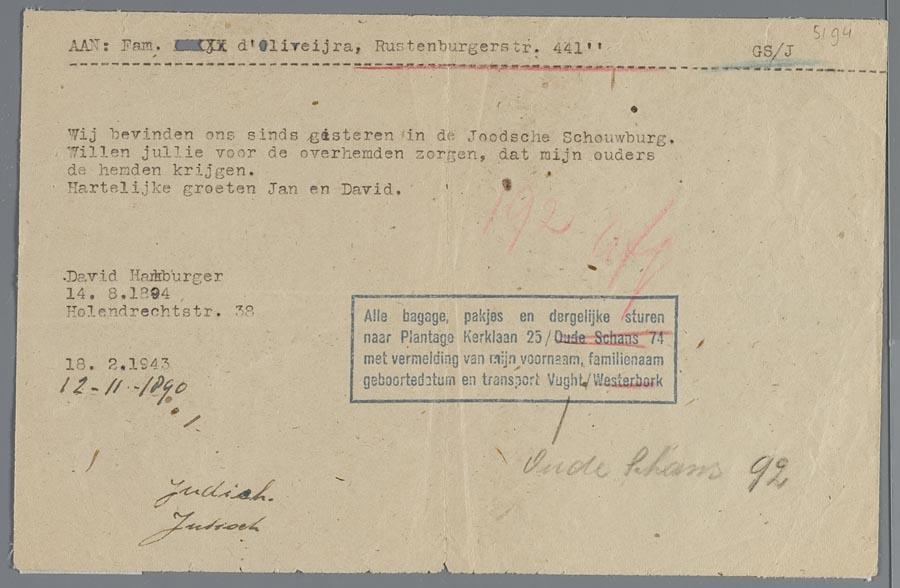 5194
AAN: Fam. d'Oliveijra, Rustenburgerstr. 441''
GS/J
Wij bevinden ons sinds gisteren in de Joodsche Schouwburg.
Willen jullie voor de overhemden zorgen, dat mijn ouders
de hemden krijgen.
Hartelijke groeten Jan en David.
192
David Hamburger
14. 8.1894
Holendrechtstr. 38
Alle bagage, pakjes en dergelijke sturen
naar Plantage Kerklaan 25/Oude Schans 74
met vermelding van mijn voornaam, familienaam
geboortedatum en transport Vught/Westerbork
18. 2.1943
12-11-1890
Oude Schans 92
Judich.